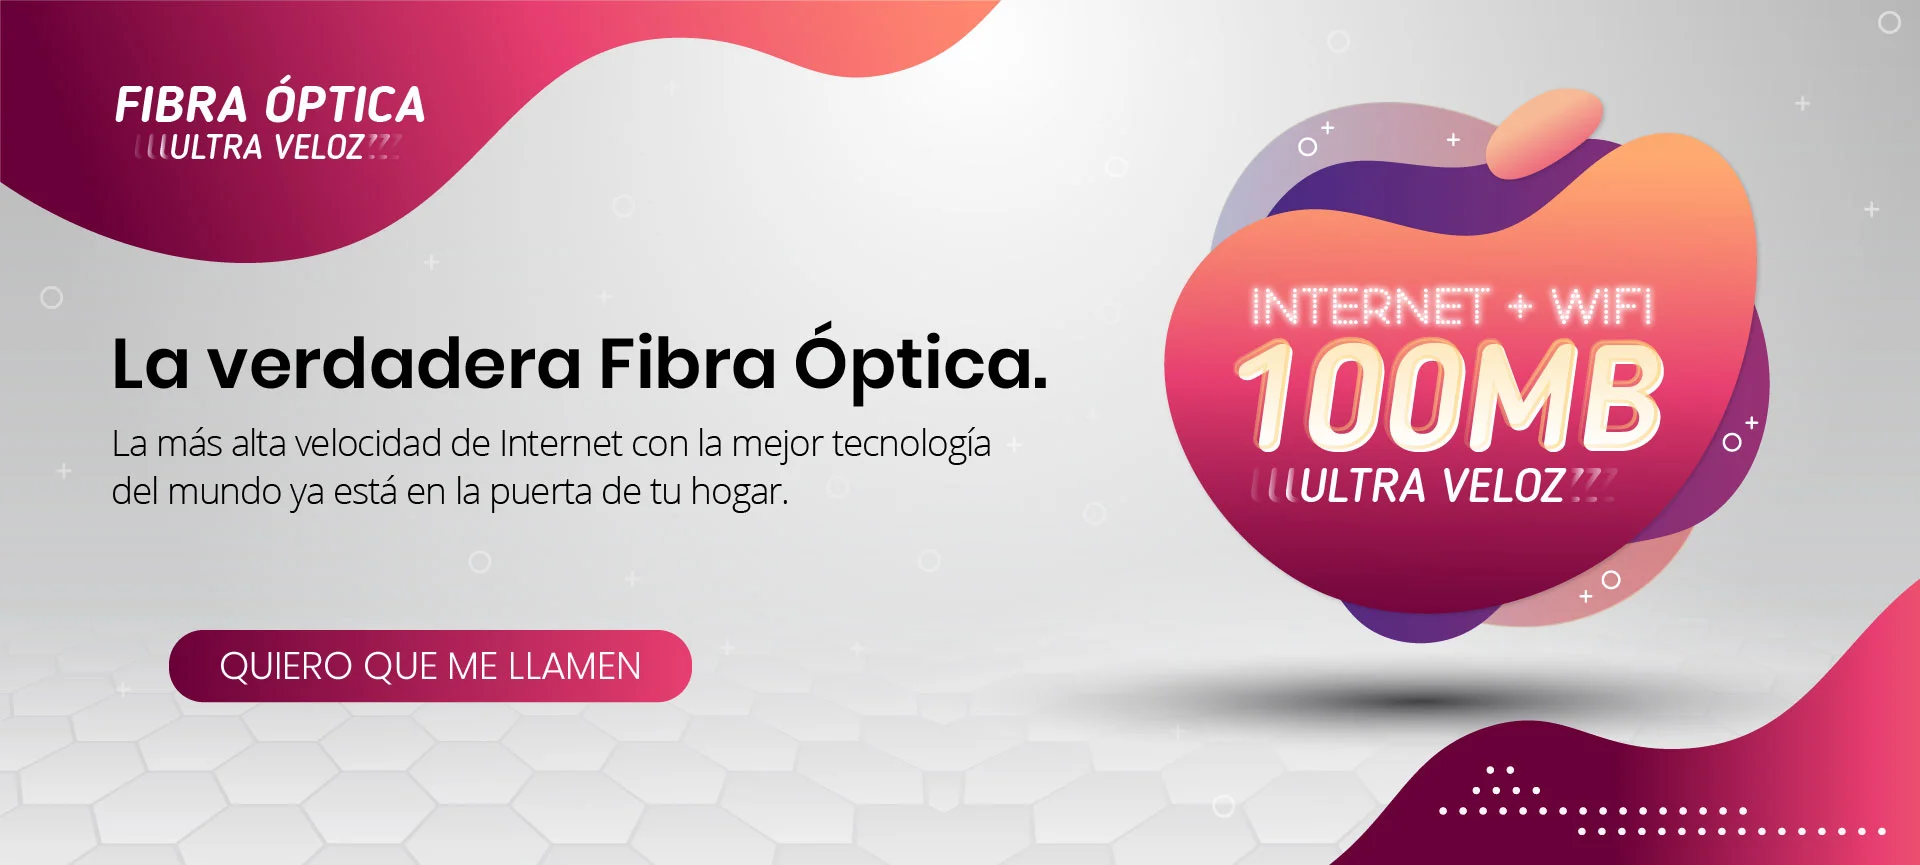 FIBRA ÓPTICA
ULTRA VELOZ
La verdadera Fibra Óptica.
La más alta velocidad de Internet con la mejor tecnología
del mundo ya está en la puerta de tu hogar.
QUIERO QUE ME LLAMEN
INTERNET + WIFI
100MB
ULTRA VELOZ